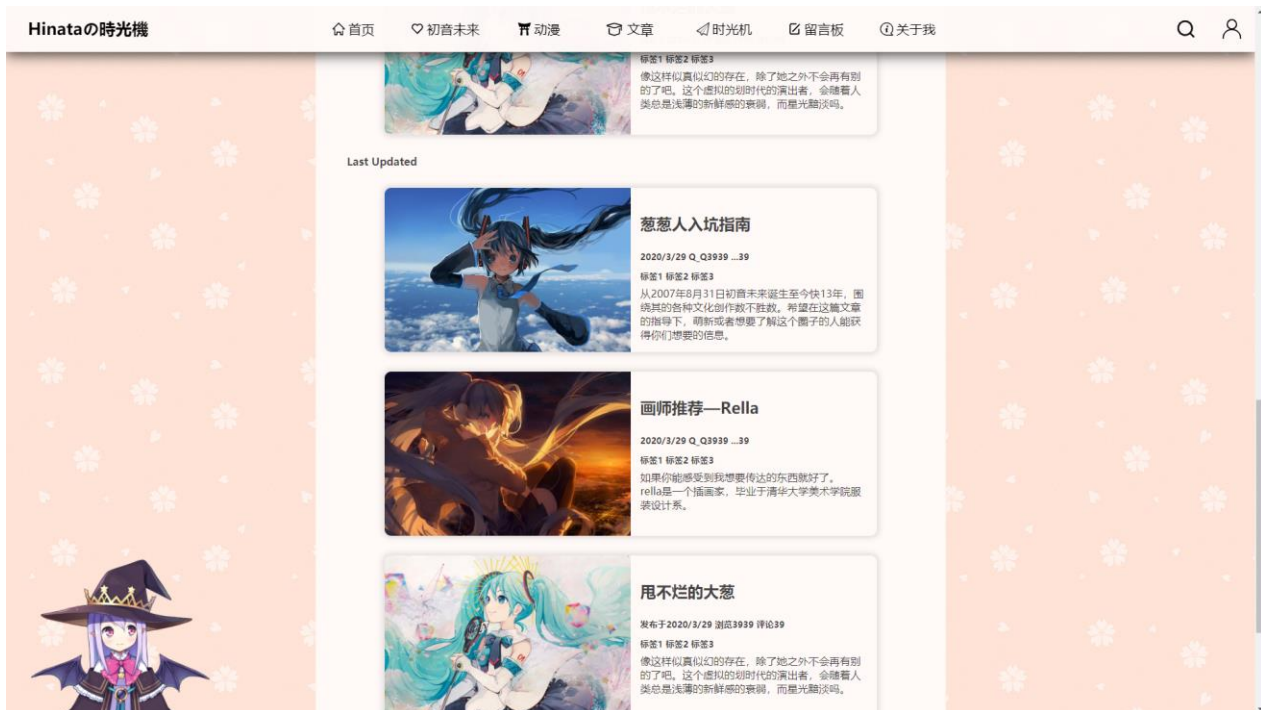 Hinataの時光機
首页 初音未来 动漫 文章 时光机 留言板 关于我
标签1 标签2 标签3
像这样似真似幻的存在，除了她之外不会再有别
的了吧。这个虚拟的划时代的演出者，会随着人
类总是浅薄的新鲜感的衰弱，而星光黯淡吗。
Last Updated
葱葱人入坑指南
2020/3/29 Q_Q3939 ...39
标签1 标签2 标签3
从2007年8月31日初音未来诞生至今快13年，围
绕其的各种文化创作数不胜数。希望在这篇文章
的指导下，萌新或者想要了解这个圈子的人能获
得你们想要的信息。
画师推荐—Rella
2020/3/29 Q_Q3939 ...39
标签1 标签2 标签3
如果你能感受到我想要传达的东西就好了。
rella是一个插画家，毕业于清华大学美术学院服
装设计系。
甩不烂的大葱
发布于2020/3/29 浏览3939 评论39
标签1 标签2 标签3
像这样似真似幻的存在，除了她之外不会再有别
的了吧。这个虚拟的划时代的演出者，会随着人
类总是浅薄的新鲜感的衰弱，而星光黯淡吗。